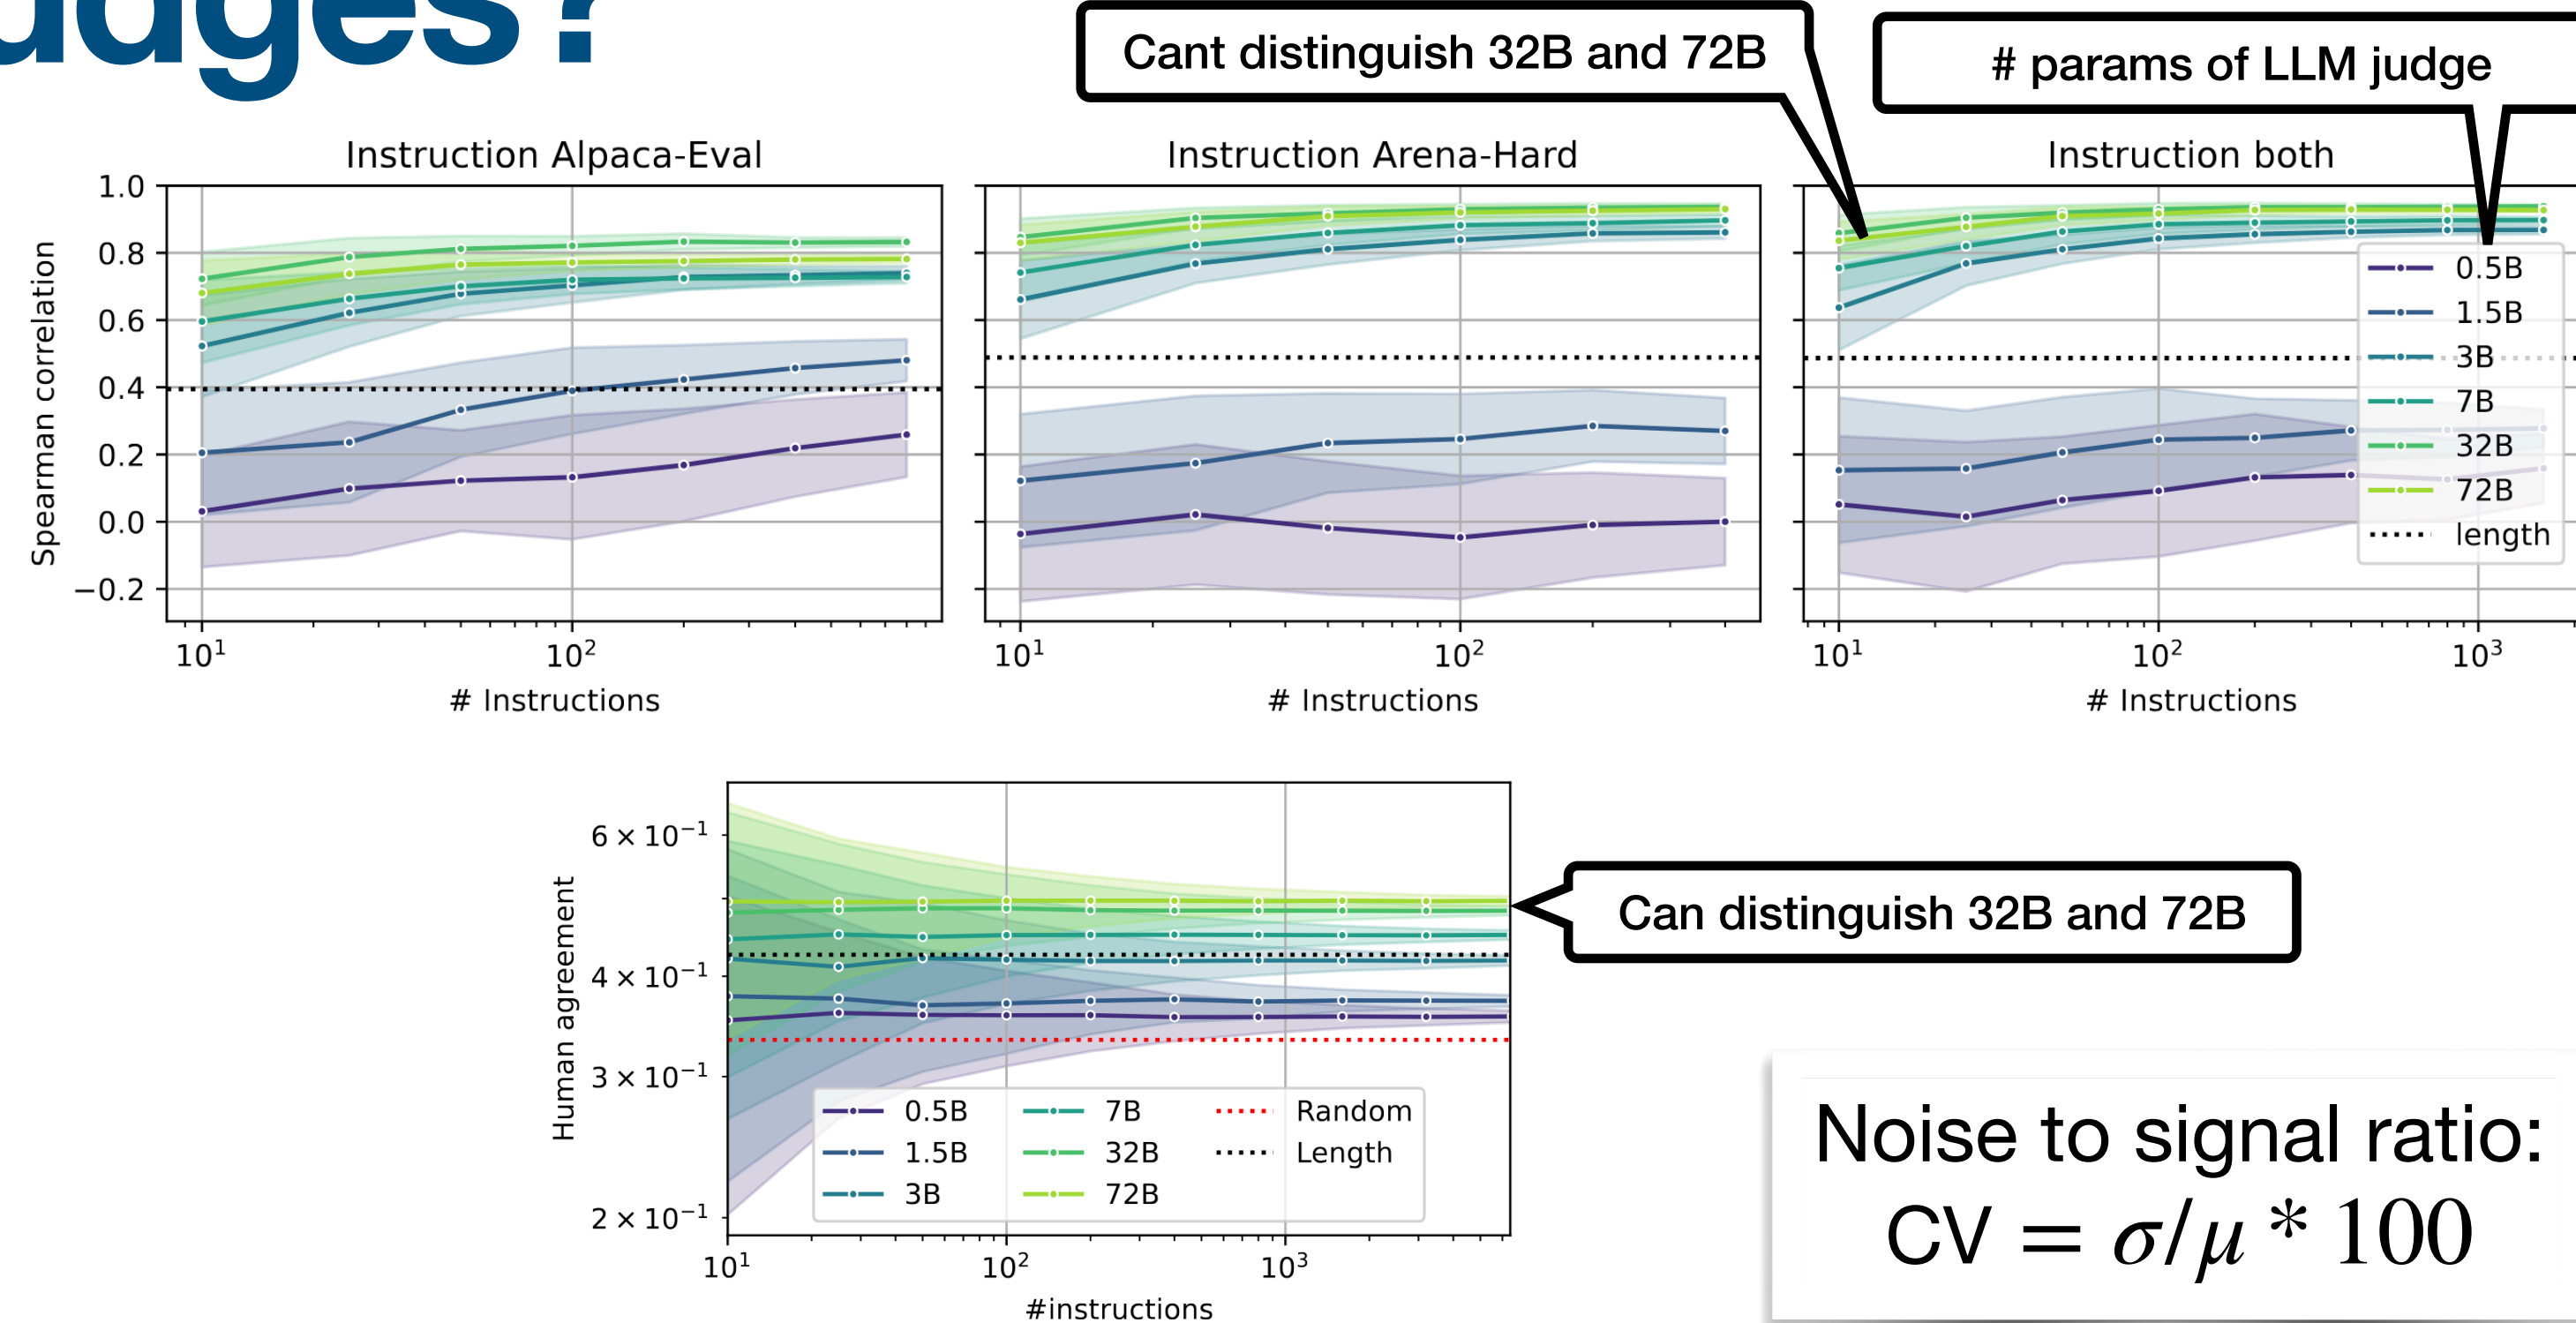 udges?
Cant distinguish 32B and 72B
# params of LLM judge
Instruction Alpaca-Eval
Instruction Arena-Hard
Instruction both
Spearman correlation
1.0
0.8
0.6
0.4
0.2
0.0
−0.2
10¹
10²
# Instructions
10¹
10²
# Instructions
10¹
10²
10³
# Instructions
0.5B
1.5B
3B
7B
32B
72B
length
Human agreement
6 × 10⁻¹
4 × 10⁻¹
3 × 10⁻¹
2 × 10⁻¹
10¹
10²
10³
#instructions
0.5B
1.5B
3B
7B
32B
72B
Random
Length
Can distinguish 32B and 72B
Noise to signal ratio:
CV = σ/μ * 100